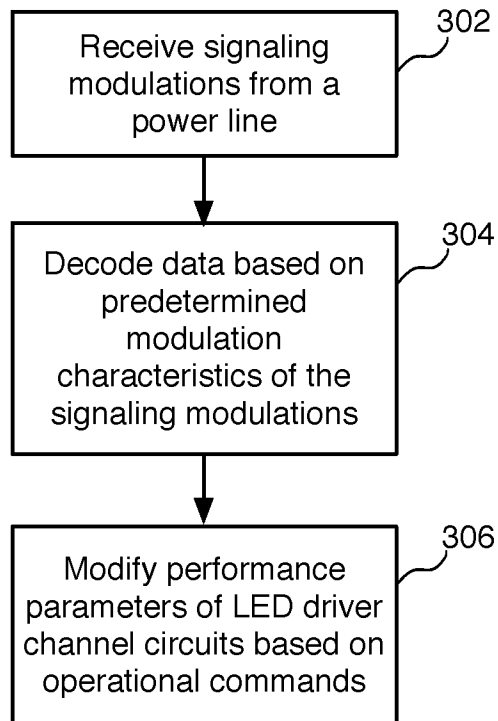 302
Receive signaling
modulations from a
power line
304
Decode data based on
predetermined
modulation
characteristics of the
signaling modulations
306
Modify performance
parameters of LED driver
channel circuits based on
operational commands